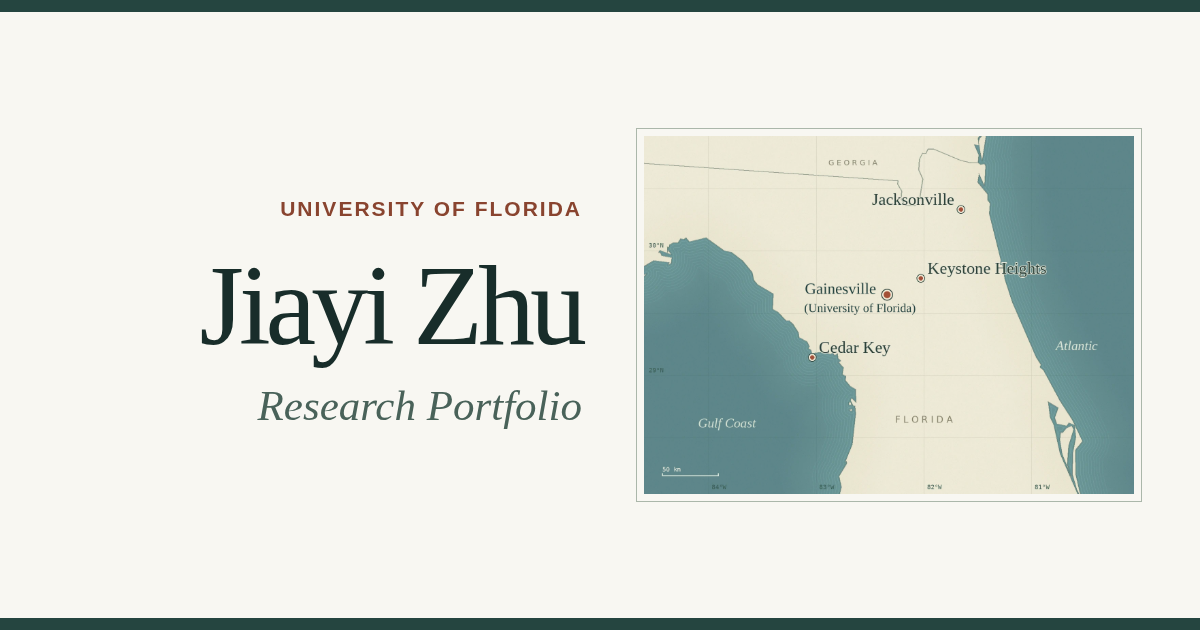 UNIVERSITY OF FLORIDA
Jiayi Zhu
Research Portfolio
GEORGIA
Jacksonville
30°N
Keystone Heights
Gainesville
(University of Florida)
Cedar Key
Atlantic
29°N
FLORIDA
Gulf Coast
50 km
84°W
83°W
82°W
81°W